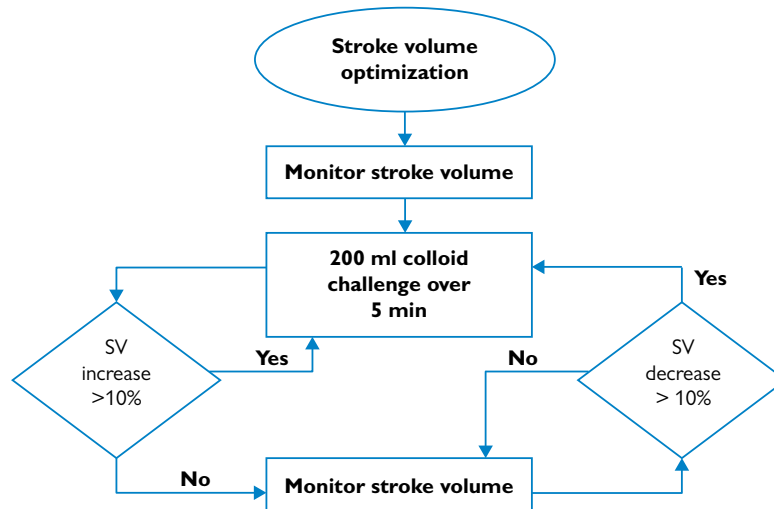 Stroke volume
optimization
Monitor stroke volume
200 ml colloid
challenge over
5 min
Yes
SV
increase
>10%
Yes
No
SV
decrease
> 10%
No
Monitor stroke volume